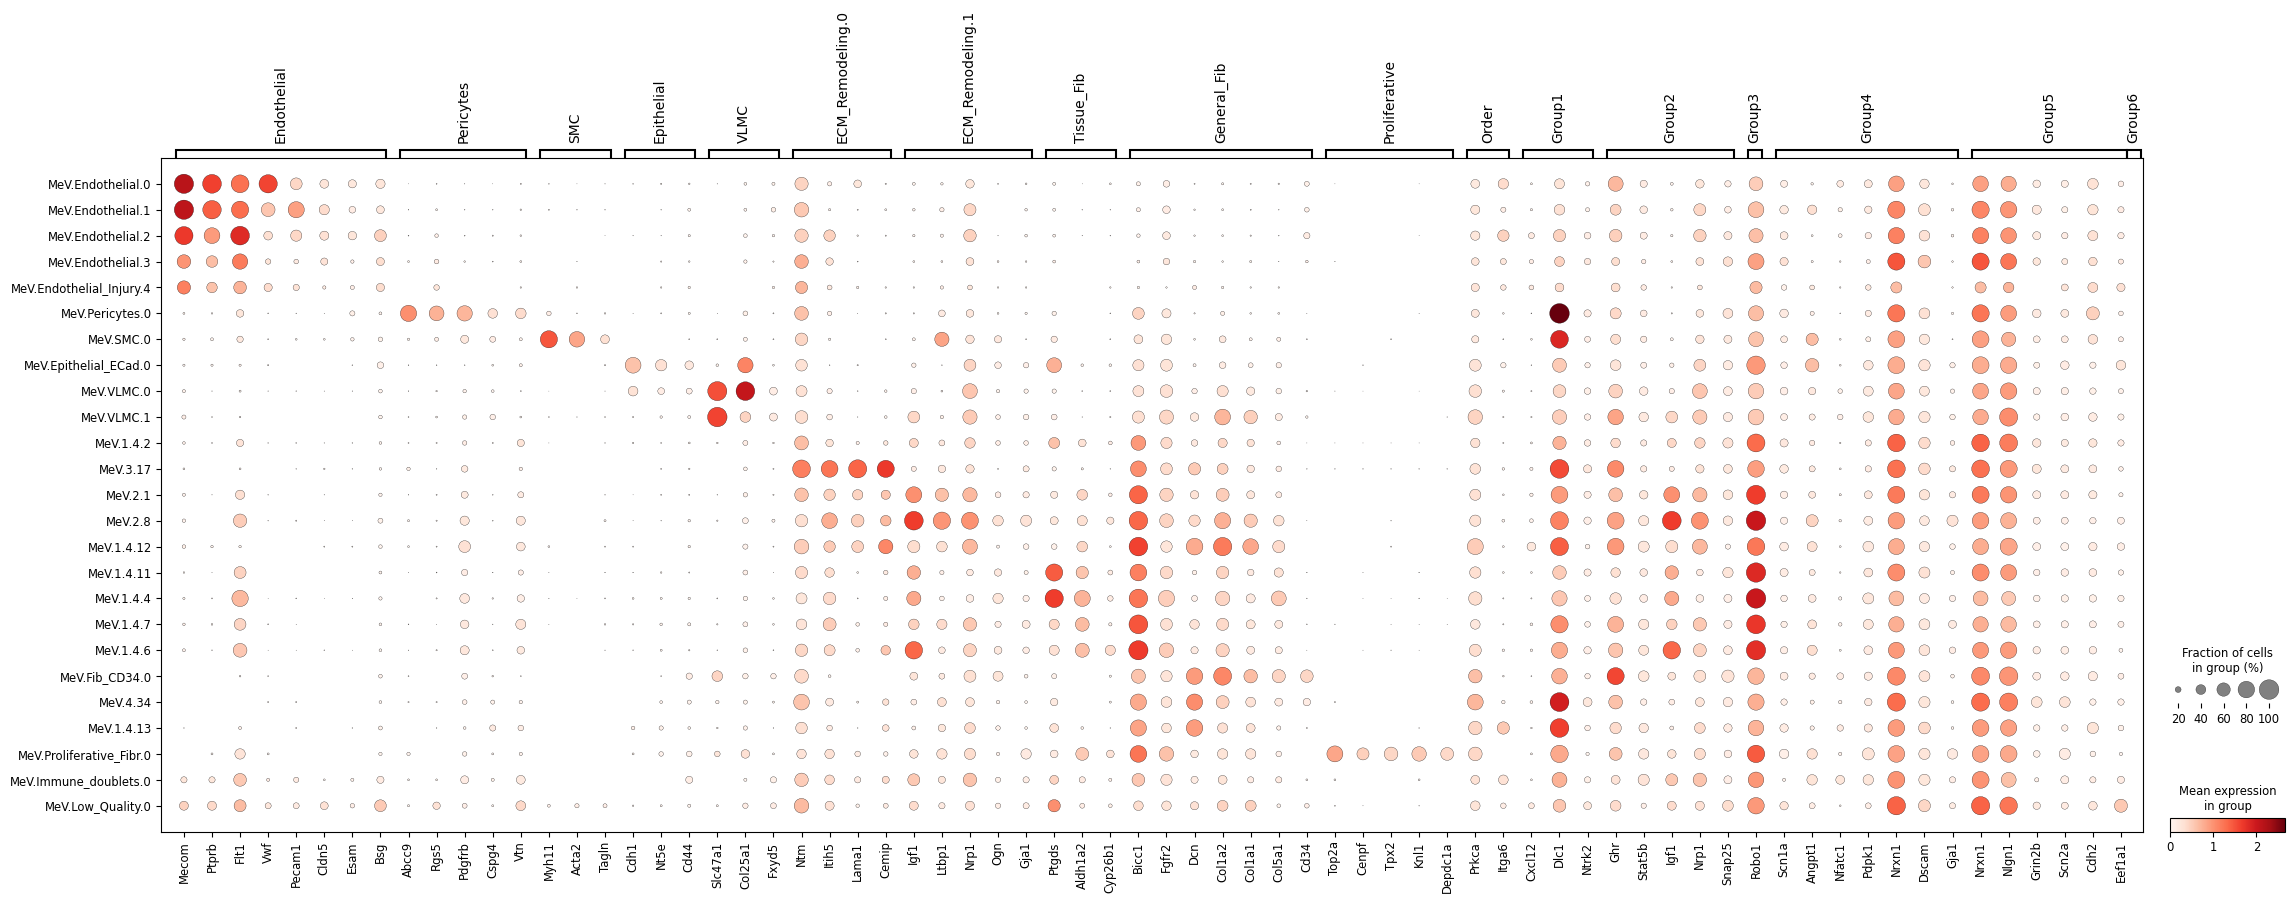 Endothelial
Pericytes
SMC
Epithelial
VLMC
ECM_Remodeling.0
ECM_Remodeling.1
Tissue_Fib
General_Fib
Proliferative
Order
Group1
Group2
Group3
Group4
Group5
Group6
MeV.Endothelial.0
MeV.Endothelial.1
MeV.Endothelial.2
MeV.Endothelial.3
MeV.Endothelial_Injury.4
MeV.Pericytes.0
MeV.SMC.0
MeV.Epithelial_ECad.0
MeV.VLMC.0
MeV.VLMC.1
MeV.1.4.2
MeV.3.17
MeV.2.1
MeV.2.8
MeV.1.4.12
MeV.1.4.11
MeV.1.4.4
MeV.1.4.7
MeV.1.4.6
MeV.Fib_CD34.0
MeV.4.34
MeV.1.4.13
MeV.Proliferative_Fibr.0
MeV.Immune_doublets.0
MeV.Low_Quality.0
Mecom
Ptprb
Flt1
Vwf
Pecam1
Cldn5
Esam
Bsg
Abcc9
Rgs5
Pdgfrb
Cspg4
Vtn
Myh11
Acta2
Tagln
Cdh1
Nt5e
Cd44
Slc47a1
Col25a1
Fxyd5
Ntm
Itih5
Lama1
Cemip
Igf1
Ltbp1
Nrp1
Ogn
Gja1
Ptgds
Aldh1a2
Cyp26b1
Bicc1
Fgfr2
Dcn
Col1a2
Col1a1
Col5a1
Cd34
Top2a
Cenpf
Tpx2
Knl1
Depdc1a
Prkca
Itga6
Cxcl12
Dlc1
Ntrk2
Ghr
Stat5b
Igf1
Nrp1
Snap25
Robo1
Scn1a
Angpt1
Nfatc1
Pdpk1
Nrxn1
Dscam
Gja1
Nrxn1
Nlgn1
Grin2b
Scn2a
Cdh2
Eef1a1
Fraction of cells
in group (%)
20 40 60 80 100
Mean expression
in group
0 1 2